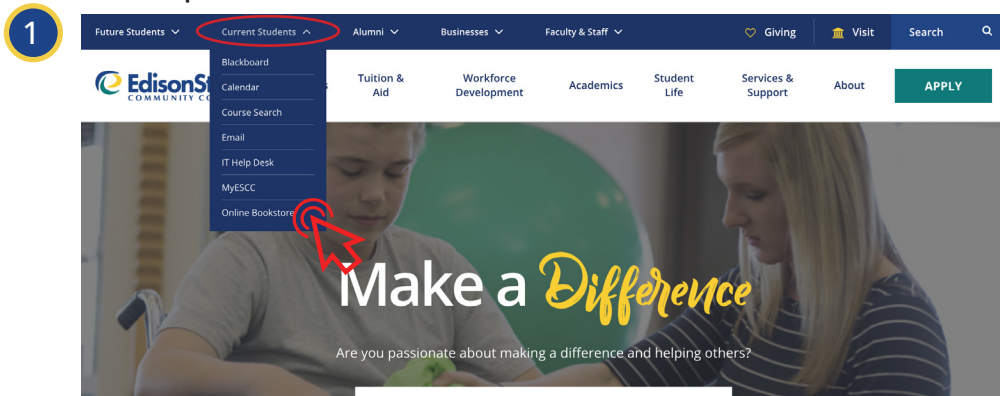 1
Future Students Current Students Alumni Businesses Faculty & Staff Giving Visit Search
Blackboard
Calendar
Course Search
Email
IT Help Desk
MyESCC
Online Bookstore
COMMUNITY
Tuition & Aid
Workforce Development
Academics
Student Life
Services & Support
About
APPLY
Make a Difference
Are you passionate about making a difference and helping others?